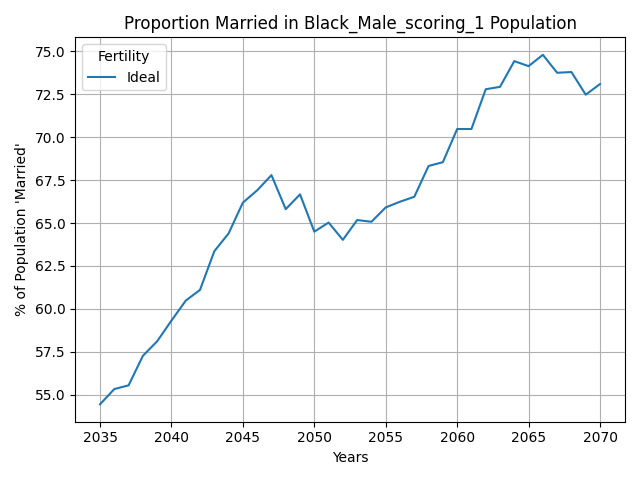 Proportion Married in Black_Male_scoring_1 Population
Fertility
Ideal
% of Population 'Married'
75.0
72.5
70.0
67.5
65.0
62.5
60.0
57.5
55.0
2035 2040 2045 2050 2055 2060 2065 2070
Years